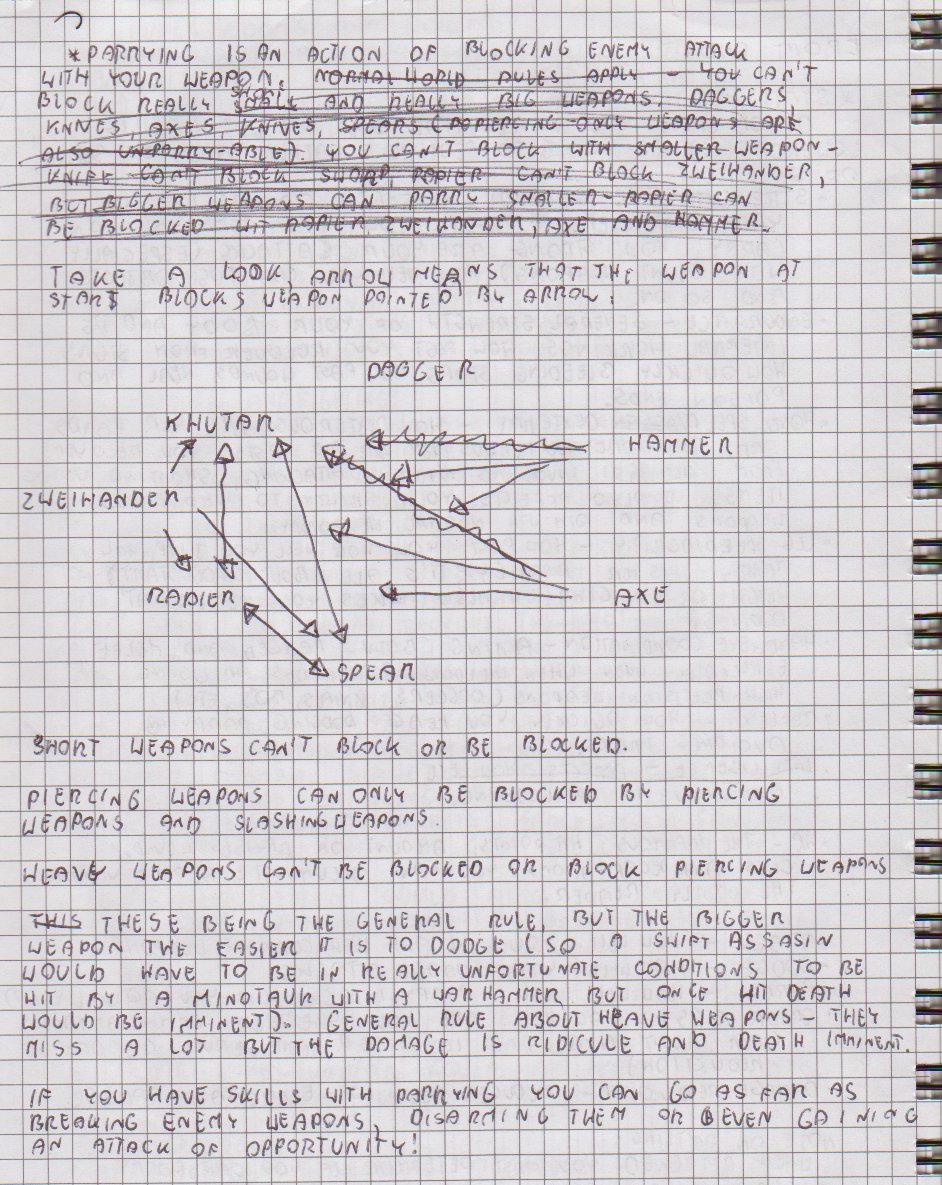 *PARRYING IS AN ACTION OF BLOCKING ENEMY ATTACK
WITH YOUR WEAPON. NORMAL WORLD RULES APPLY - YOU CAN'T
BLOCK REALLY SMALL AND REALLY BIG WEAPONS. DAGGERS,
KNIVES, AXES, KNIVES, SPEARS (PIERCING-ONLY WEAPONS ARE
ALSO UNPARRY-ABLE). YOU CAN'T BLOCK WITH SMALLER WEAPON-
KNIFE CAN'T BLOCK SWORD, RAPIER CAN'T BLOCK ZWEIHANDER,
BUT BIGGER WEAPONS CAN PARRY SMALLER - RAPIER CAN
BE BLOCKED WIT RAPIER, ZWEIHANDER, AXE AND HAMMER.
TAKE A LOOK, ARROW MEANS THAT THE WEAPON AT
START BLOCKS WEAPON POINTED BY ARROW.
DAGGER
KHUTAR
HAMMER
ZWEIHANDER
RAPIER
AXE
SPEAR
SHORT WEAPONS CAN'T BLOCK OR BE BLOCKED.
PIERCING WEAPONS CAN ONLY BE BLOCKED BY PIERCING
WEAPONS AND SLASHING WEAPONS.
HEAVY WEAPONS CAN'T BE BLOCKED OR BLOCK PIERCING WEAPONS
THIS THESE BEING THE GENERAL RULE, BUT THE BIGGER
WEAPON THE EASIER IT IS TO DODGE (SO A SWIFT ASSASIN
WOULD HAVE TO BE IN REALLY UNFORTUNATE CONDITIONS TO BE
HIT BY A MINOTAUR WITH A WARHAMMER BUT ONCE HIT DEATH
WOULD BE IMMINENT). GENERAL RULE ABOUT HEAVE WEAPONS - THEY
MISS A LOT BUT THE DAMAGE IS RIDICULE AND DEATH IMMINENT.
IF YOU HAVE SKILLS WITH PARRYING YOU CAN GO AS FAR AS
BREAKING ENEMY WEAPONS, DISARMING THEM OR EVEN GAINING
AN ATTACK OF OPPORTUNITY!